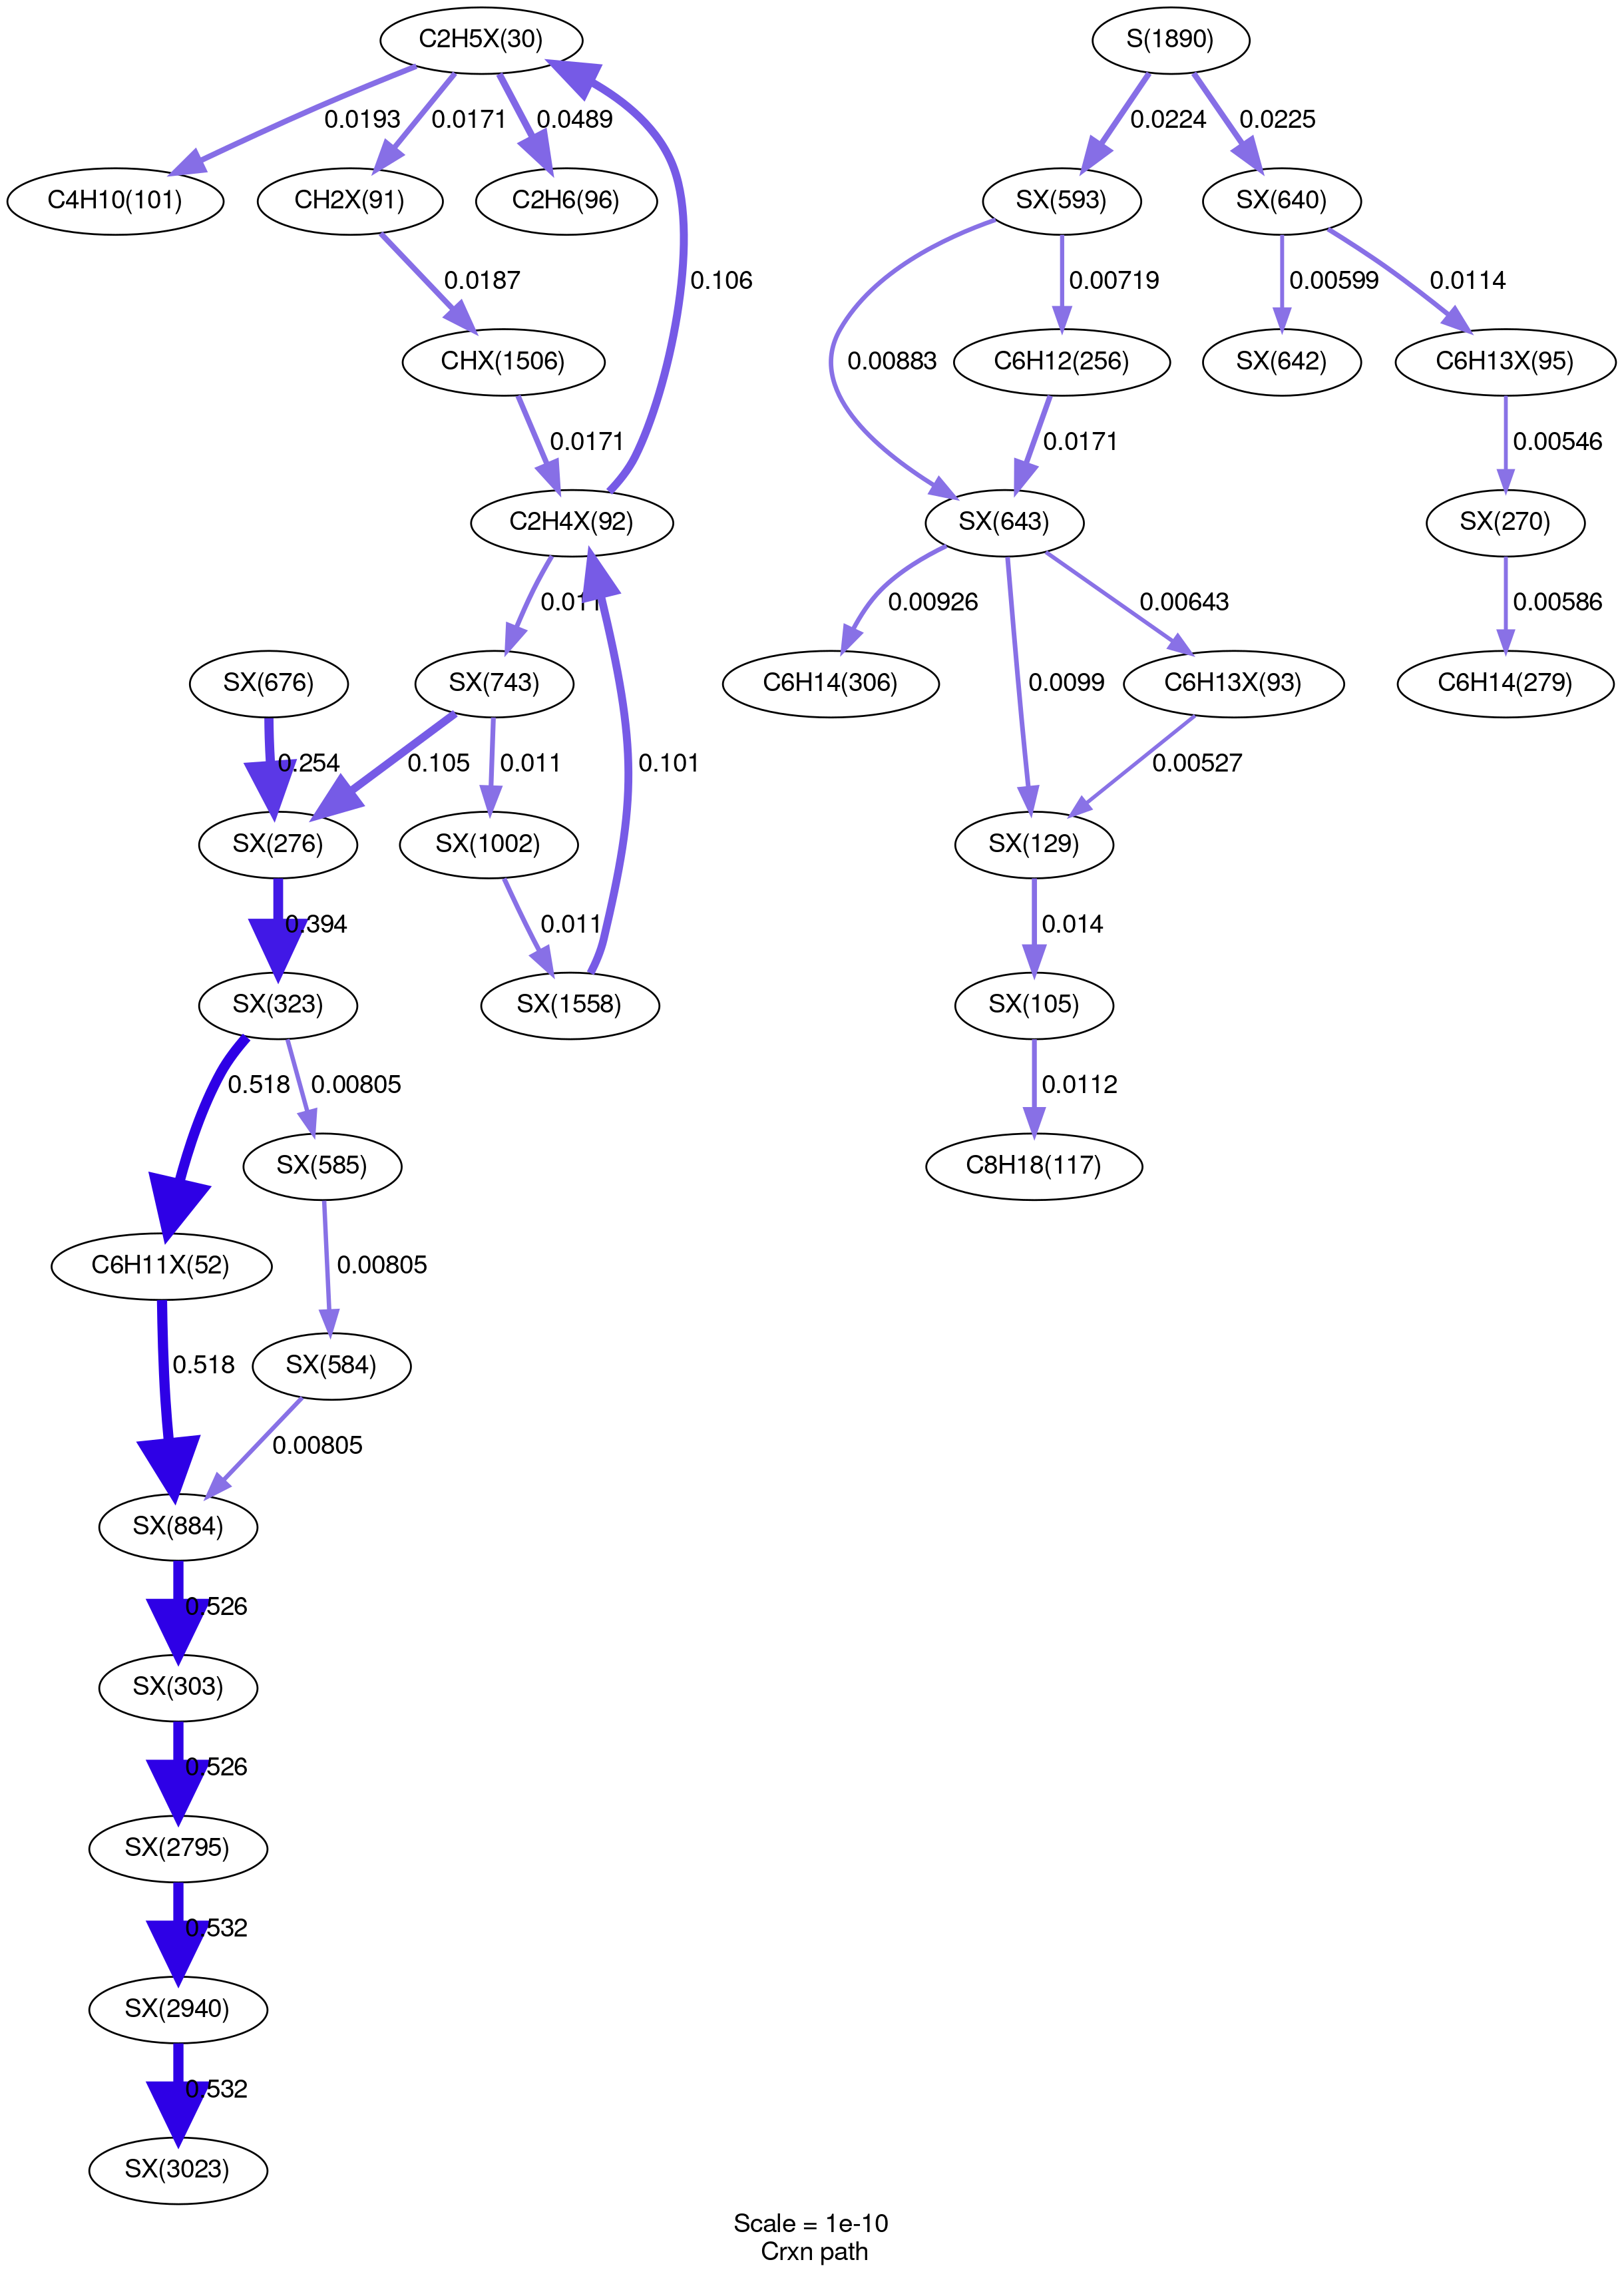 C2H5X(30)
S(1890)
0.0193
0.0171
0.0489
0.0224
0.0225
C4H10(101)
CH2X(91)
C2H6(96)
SX(593)
SX(640)
0.0187
0.106
0.00719
0.00599
0.0114
CHX(1506)
0.00883
C6H12(256)
SX(642)
C6H13X(95)
0.0171
0.0171
0.00546
C2H4X(92)
SX(643)
SX(270)
0.011
0.00926
0.00643
0.00586
SX(676)
SX(743)
C6H14(306)
0.0099
C6H13X(93)
C6H14(279)
0.254
0.105
0.011
0.101
0.00527
SX(276)
SX(1002)
SX(129)
0.394
0.011
0.014
SX(323)
SX(1558)
SX(105)
0.518
0.00805
0.0112
SX(585)
C8H18(117)
C6H11X(52)
0.00805
0.518
SX(584)
0.00805
SX(884)
0.526
SX(303)
0.526
SX(2795)
0.532
SX(2940)
0.532
SX(3023)
Scale = 1e-10
Crxn path